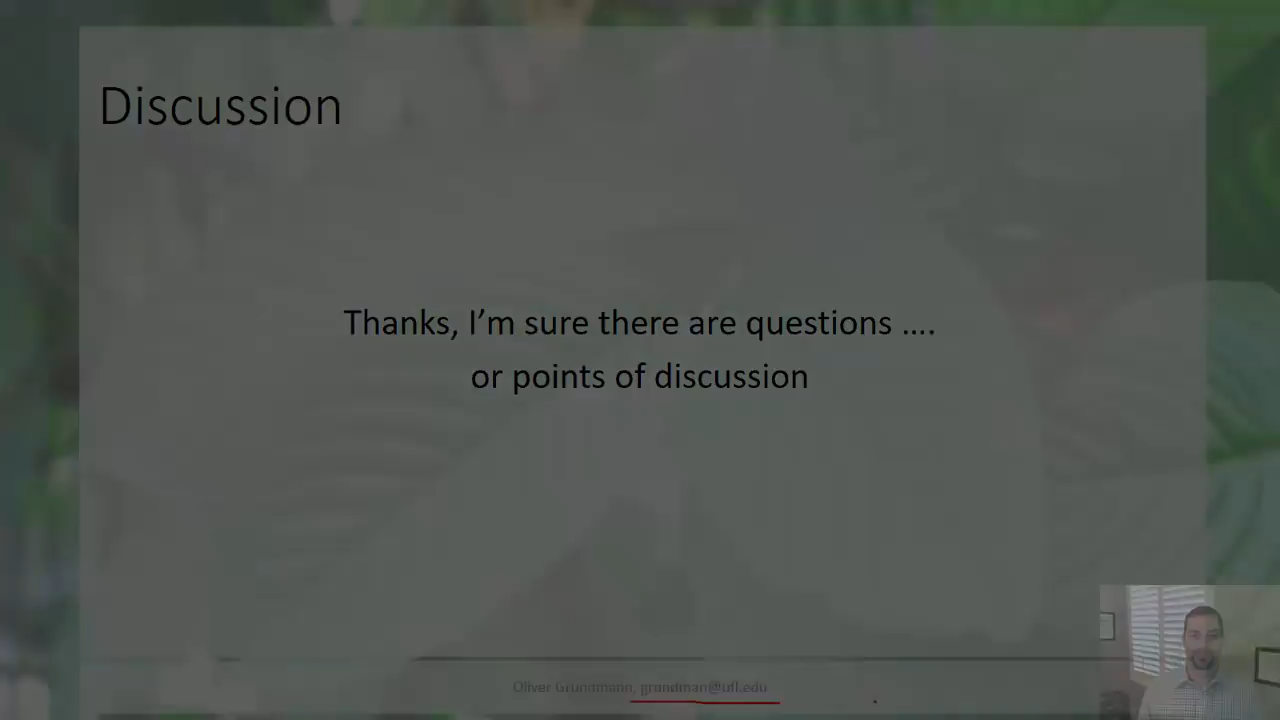 Discussion
Thanks, I’m sure there are questions ….
or points of discussion
Oliver Grundmann, grundman@ufl.edu